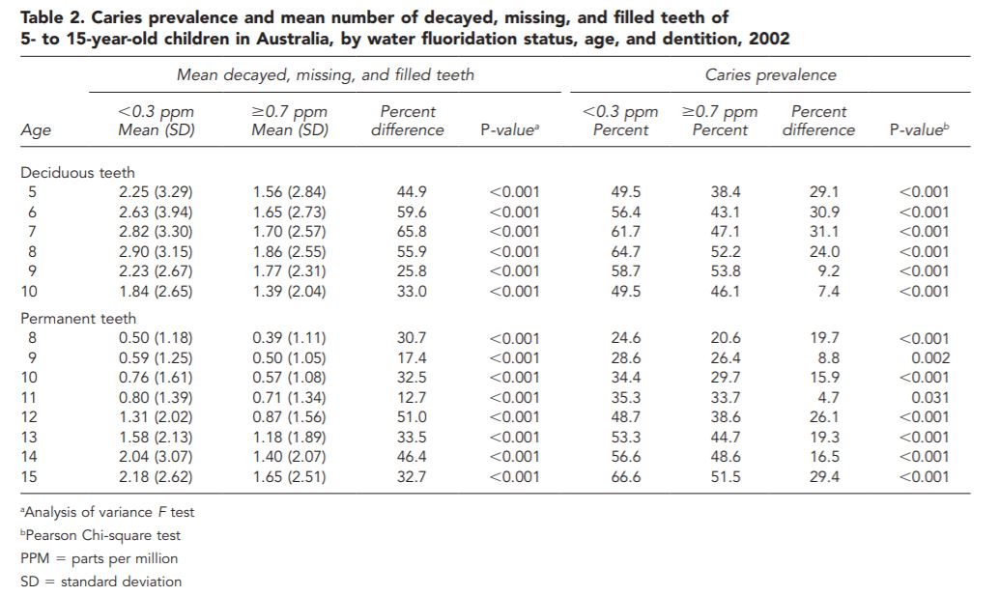 Table 2. Caries prevalence and mean number of decayed, missing, and filled teeth of
5- to 15-year-old children in Australia, by water fluoridation status, age, and dentition, 2002
Mean decayed, missing, and filled teeth Caries prevalence
<0.3 ppm ≥0.7 ppm Percent <0.3 ppm ≥0.7 ppm Percent
Age Mean (SD) Mean (SD) difference P-valueᵃ Percent Percent difference P-valueᵇ
Deciduous teeth
5 2.25 (3.29) 1.56 (2.84) 44.9 <0.001 49.5 38.4 29.1 <0.001
6 2.63 (3.94) 1.65 (2.73) 59.6 <0.001 56.4 43.1 30.9 <0.001
7 2.82 (3.30) 1.70 (2.57) 65.8 <0.001 61.7 47.1 31.1 <0.001
8 2.90 (3.15) 1.86 (2.55) 55.9 <0.001 64.7 52.2 24.0 <0.001
9 2.23 (2.67) 1.77 (2.31) 25.8 <0.001 58.7 53.8 9.2 <0.001
10 1.84 (2.65) 1.39 (2.04) 33.0 <0.001 49.5 46.1 7.4 <0.001
Permanent teeth
8 0.50 (1.18) 0.39 (1.11) 30.7 <0.001 24.6 20.6 19.7 <0.001
9 0.59 (1.25) 0.50 (1.05) 17.4 <0.001 28.6 26.4 8.8 0.002
10 0.76 (1.61) 0.57 (1.08) 32.5 <0.001 34.4 29.7 15.9 <0.001
11 0.80 (1.39) 0.71 (1.34) 12.7 <0.001 35.3 33.7 4.7 0.031
12 1.31 (2.02) 0.87 (1.56) 51.0 <0.001 48.7 38.6 26.1 <0.001
13 1.58 (2.13) 1.18 (1.89) 33.5 <0.001 53.3 44.7 19.3 <0.001
14 2.04 (3.07) 1.40 (2.07) 46.4 <0.001 56.6 48.6 16.5 <0.001
15 2.18 (2.62) 1.65 (2.51) 32.7 <0.001 66.6 51.5 29.4 <0.001
ᵃAnalysis of variance F test
ᵇPearson Chi-square test
PPM = parts per million
SD = standard deviation